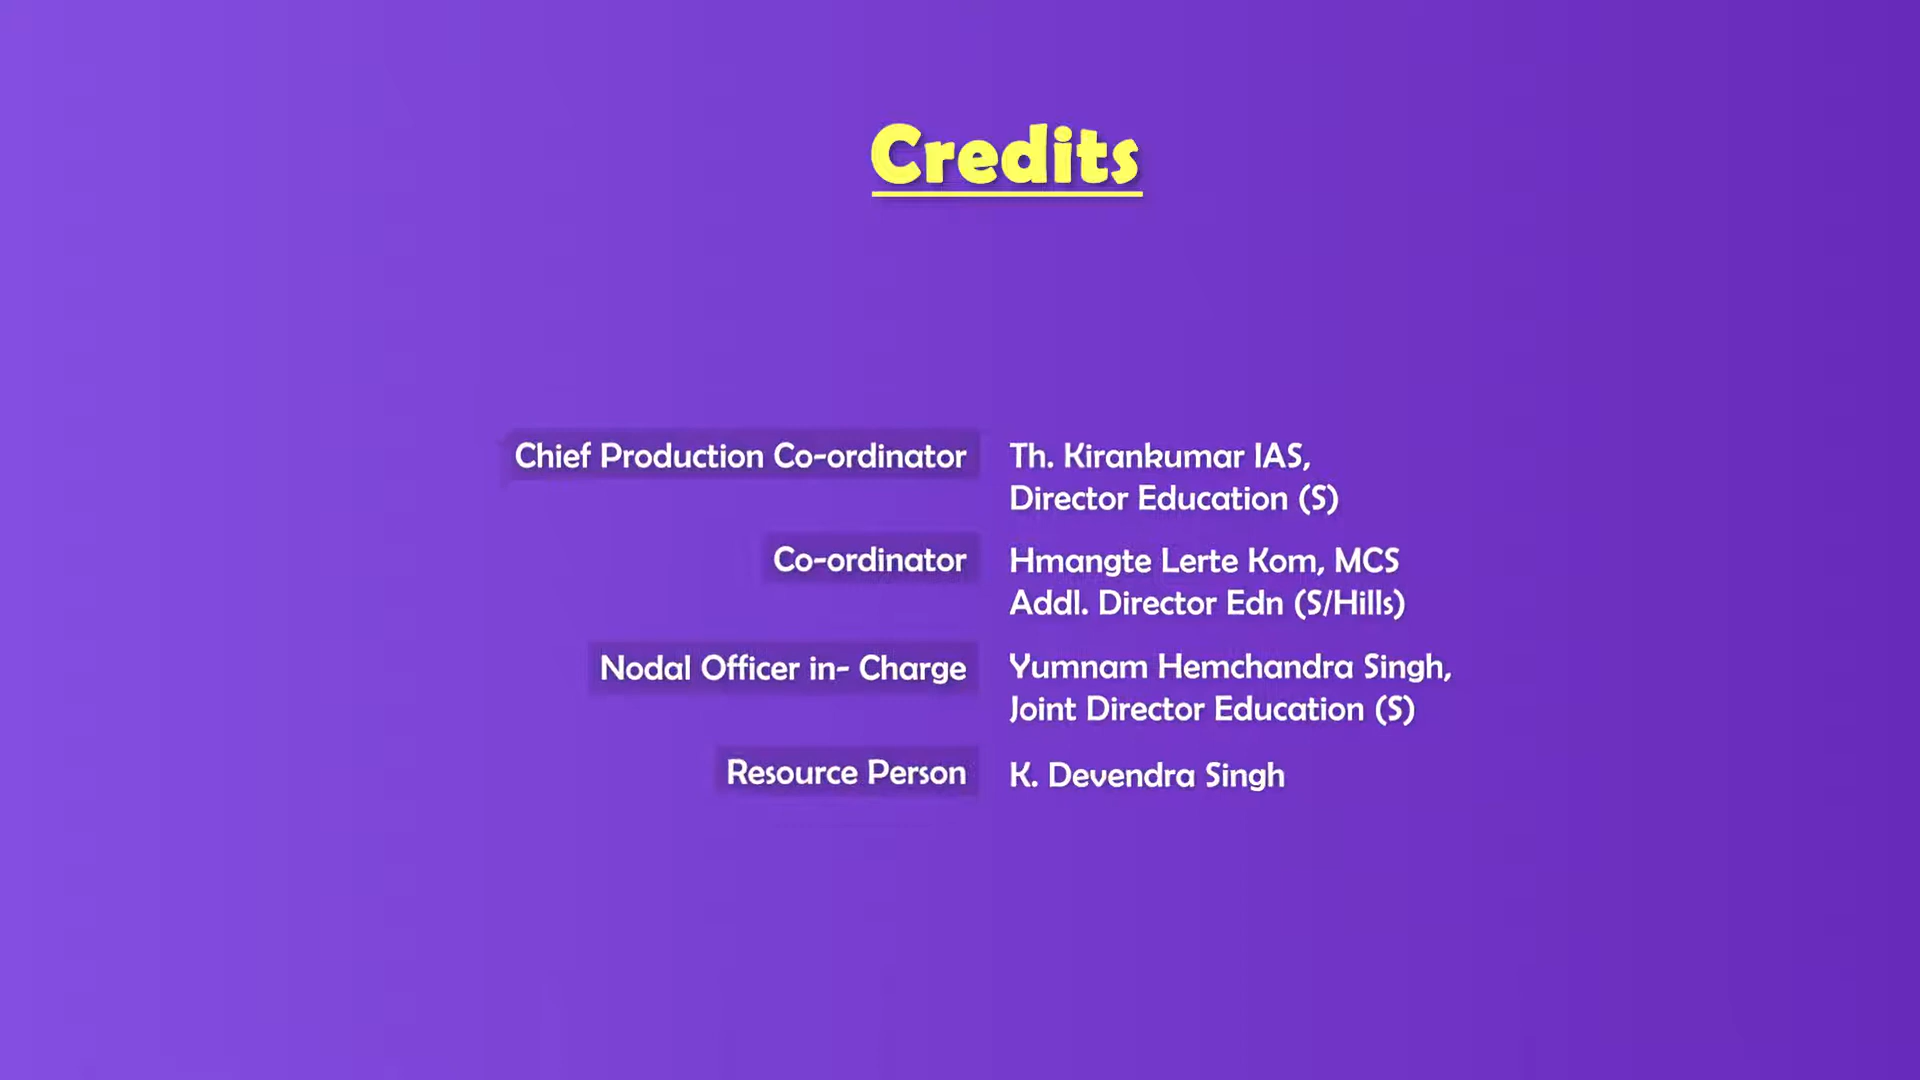 Credits
Chief Production Co-ordinator Th. Kirankumar IAS,
Director Education (S)
Co-ordinator Hmangte Lerte Kom, MCS
Addl. Director Edn (S/Hills)
Nodal Officer in- Charge Yumnam Hemchandra Singh,
Joint Director Education (S)
Resource Person K. Devendra Singh